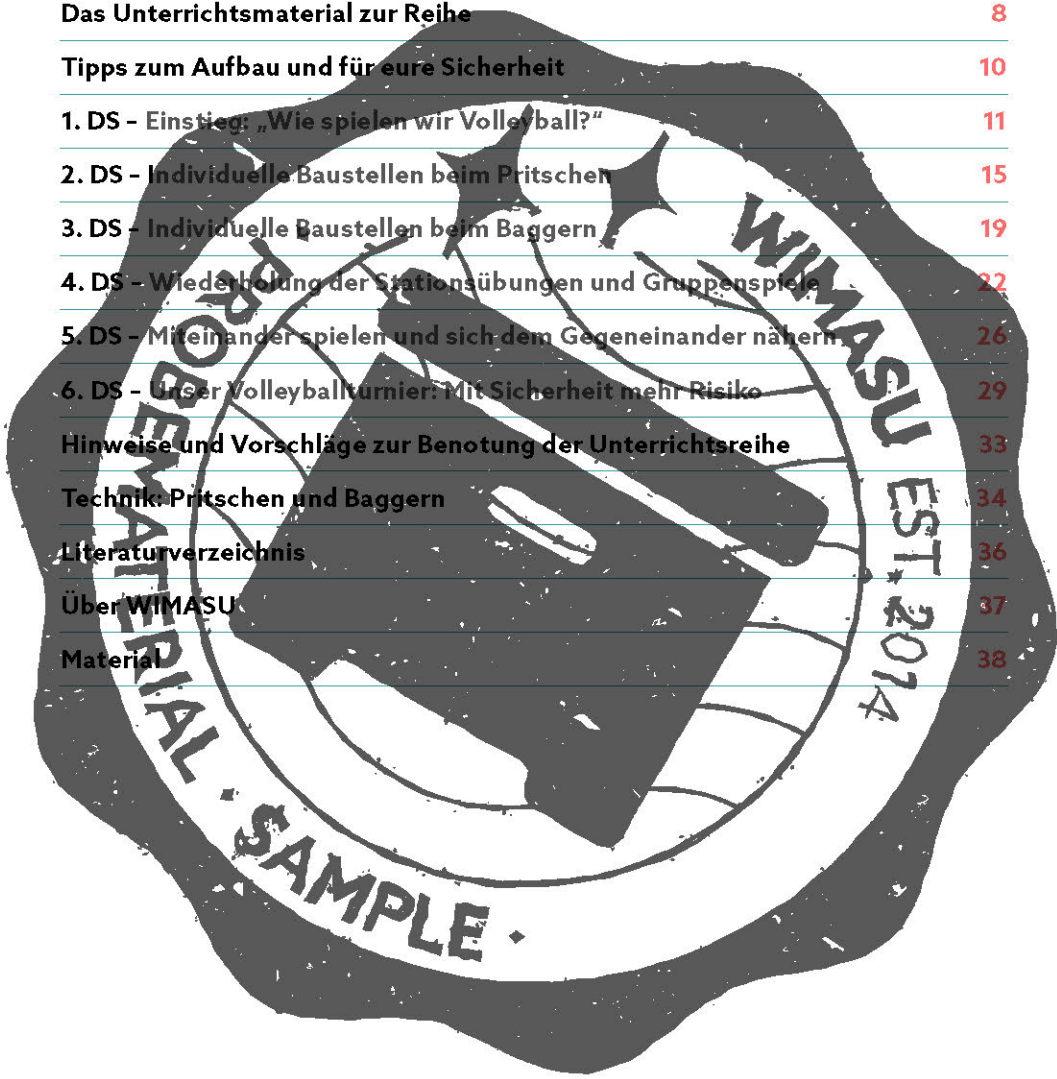 Das Unterrichtsmaterial zur Reihe 8
Tipps zum Aufbau und für eure Sicherheit 10
1. DS – Einstieg: „Wie spielen wir Volleyball?“ 11
2. DS – Individuelle Baustellen beim Pritschen 15
3. DS – Individuelle Baustellen beim Baggern 19
4. DS – Wiederholung der Stationsübungen und Gruppenspiele 22
5. DS – Miteinander spielen und sich dem Gegeneinander nähern 26
6. DS – Unser Volleyballturnier: Mit Sicherheit mehr Risiko 29
Hinweise und Vorschläge zur Benotung der Unterrichtsreihe 33
Technik: Pritschen und Baggern 34
Literaturverzeichnis 36
Über WIMASU 37
Material 38
PROBEMATERIAL · SAMPLE ·
WIMASU EST. 2014